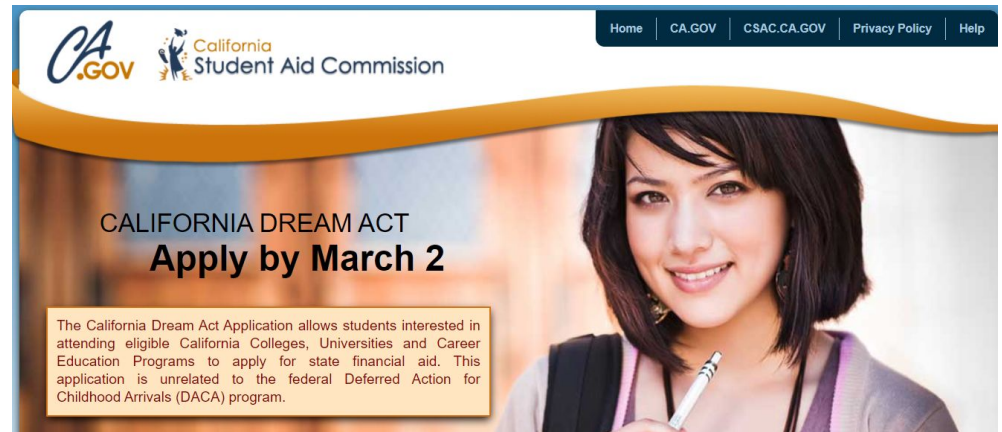 Home
CA.GOV
CSAC.CA.GOV
Privacy Policy
Help
CA
.GOV
California
Student Aid Commission
CALIFORNIA DREAM ACT
Apply by March 2
The California Dream Act Application allows students interested in
attending eligible California Colleges, Universities and Career
Education Programs to apply for state financial aid. This
application is unrelated to the federal Deferred Action for
Childhood Arrivals (DACA) program.